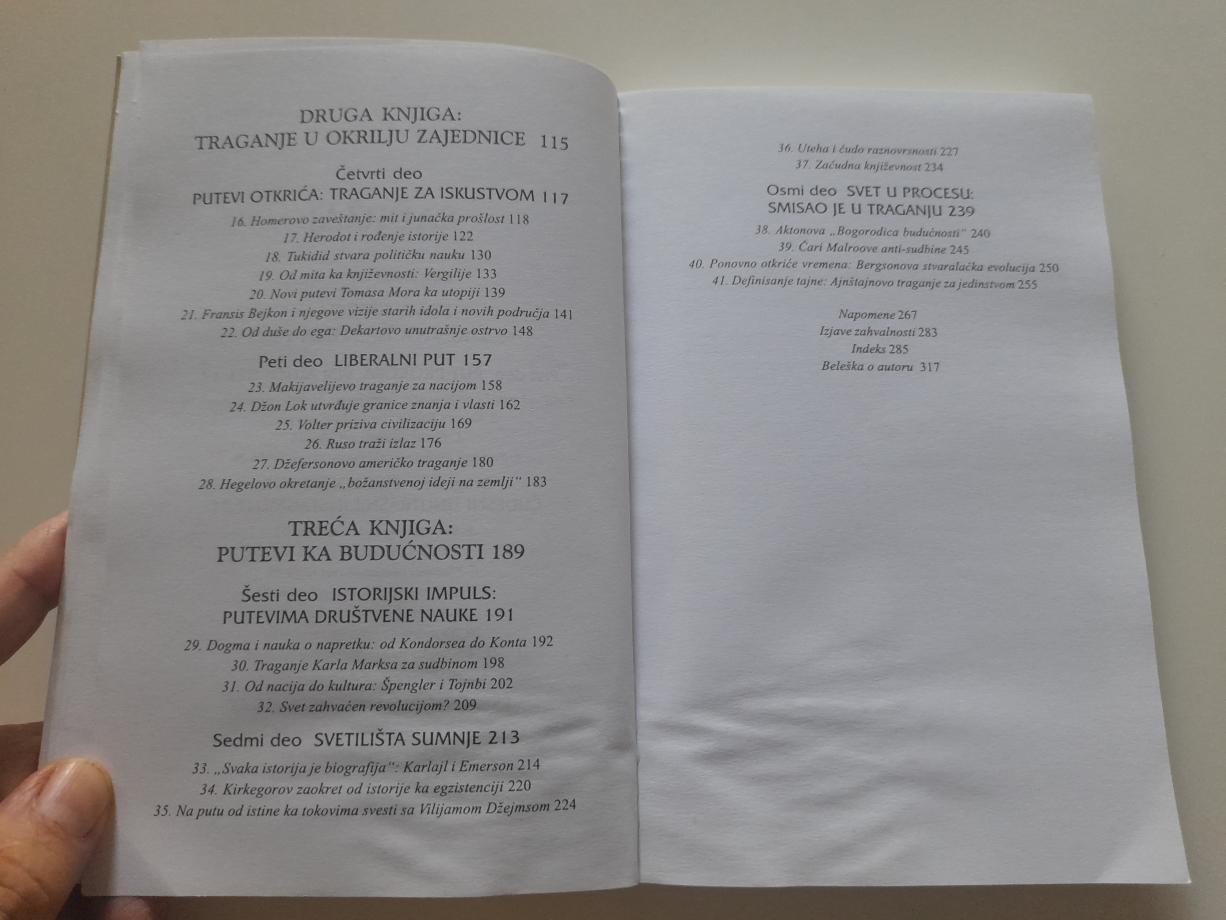 DRUGA KNJIGA:
TRAGANJE U OKRILJU ZAJEDNICE 115
Četvrti deo
PUTEVI OTKRIĆA: TRAGANJE ZA ISKUSTVOM 117
16. Homerovo zaveštanje: mit i junačka prošlost 118
17. Herodot i rođenje istorije 122
18. Tukidid stvara političku nauku 130
19. Od mita ka književnosti: Vergilije 133
20. Novi putevi Tomasa Mora ka utopiji 139
21. Fransis Bejkon i njegove vizije starih idola i novih područja 141
22. Od duše do ega: Dekartovo unutrašnje ostrvo 148
Peti deo LIBERALNI PUT 157
23. Makijavelijevo traganje za nacijom 158
24. Džon Lok utvrđuje granice znanja i vlasti 162
25. Volter priziva civilizaciju 169
26. Ruso traži izlaz 176
27. Džefersonovo američko traganje 180
28. Hegelovo okretanje „božanstvenoj ideji na zemlji“ 183
TREĆA KNJIGA:
PUTEVI KA BUDUĆNOSTI 189
Šesti deo ISTORIJSKI IMPULS:
PUTEVIMA DRUŠTVENE NAUKE 191
29. Dogma i nauka o napretku: od Kondorsea do Konta 192
30. Traganje Karla Marksa za sudbinom 198
31. Od nacija do kultura: Špengler i Tojnbi 202
32. Svet zahvaćen revolucijom? 209
Sedmi deo SVETILIŠTA SUMNJE 213
33. „Svaka istorija je biografija“: Karlajl i Emerson 214
34. Kirkegorov zaokret od istorije ka egzistenciji 220
35. Na putu od istine ka tokovima svesti sa Vilijamom Džejmsom 224
36. Uteha i čudo raznovrsnosti 227
37. Začudna književnost 234
Osmi deo SVET U PROCESU:
SMISAO JE U TRAGANJU 239
38. Aktonova „Bogorodica budućnosti“ 240
39. Čari Malroove anti-sudbine 245
40. Ponovno otkriće vremena: Bergsonova stvaralačka evolucija 250
41. Definisanje tajne: Ajnštajnovo traganje za jedinstvom 255
Napomene 267
Izjave zahvalnosti 283
Indeks 285
Beleška o autoru 317